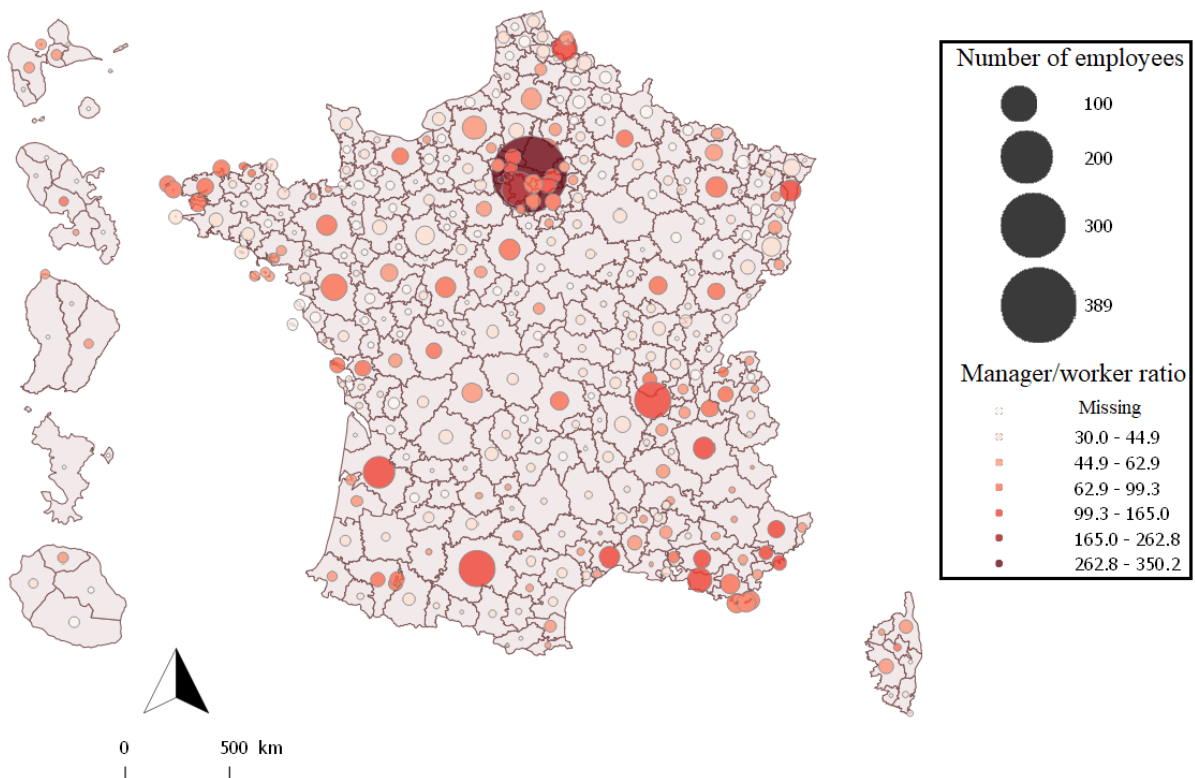 Number of employees
100
200
300
389
Manager/worker ratio
Missing
30.0 - 44.9
44.9 - 62.9
62.9 - 99.3
99.3 - 165.0
165.0 - 262.8
262.8 - 350.2
0 500 km